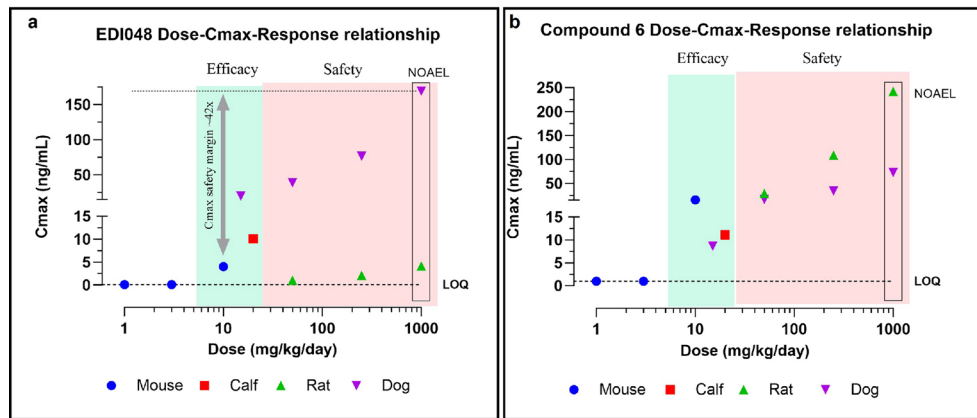 a
EDI048 Dose-Cmax-Response relationship
Efficacy
Safety
NOAEL
Cmax safety margin ~42x
Cmax (ng/mL)
150
100
50
15
10
5
0
LOQ
1
10
100
1000
Dose (mg/kg/day)
Mouse
Calf
Rat
Dog
b
Compound 6 Dose-Cmax-Response relationship
Efficacy
Safety
NOAEL
Cmax (ng/mL)
250
200
150
100
50
15
10
5
0
LOQ
1
10
100
1000
Dose (mg/kg/day)
Mouse
Calf
Rat
Dog